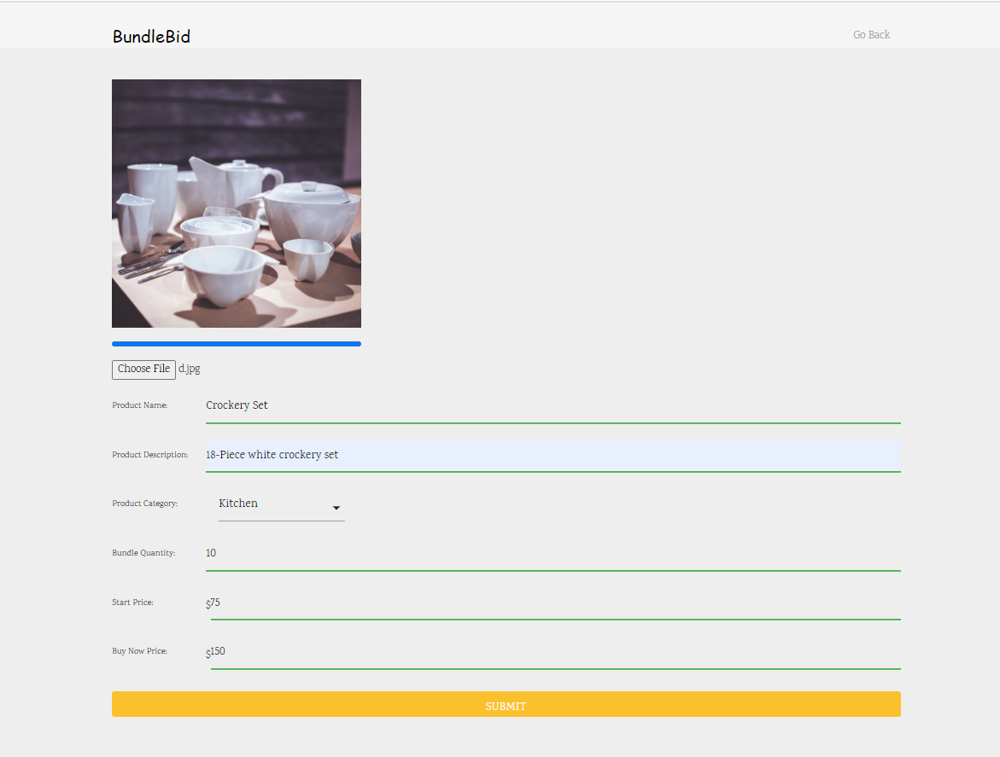 BundleBid
Go Back
Choose File d.jpg
Product Name: Crockery Set
Product Description: 18-Piece white crockery set
Product Category: Kitchen
Bundle Quantity: 10
Start Price: $75
Buy Now Price: $150
SUBMIT